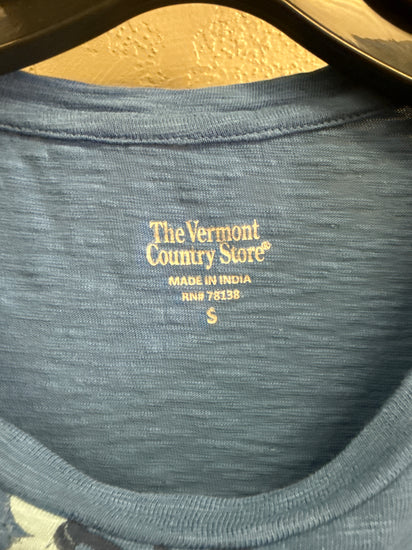 The Vermont
Country Store®
MADE IN INDIA
RN# 78138
S